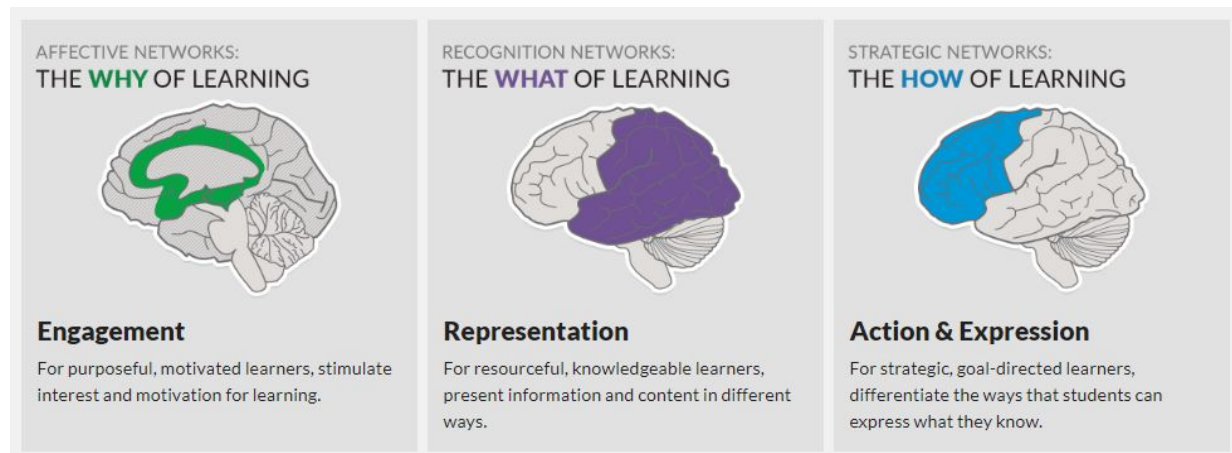 AFFECTIVE NETWORKS:
THE WHY OF LEARNING
Engagement
For purposeful, motivated learners, stimulate
interest and motivation for learning.
RECOGNITION NETWORKS:
THE WHAT OF LEARNING
Representation
For resourceful, knowledgeable learners,
present information and content in different
ways.
STRATEGIC NETWORKS:
THE HOW OF LEARNING
Action & Expression
For strategic, goal-directed learners,
differentiate the ways that students can
express what they know.